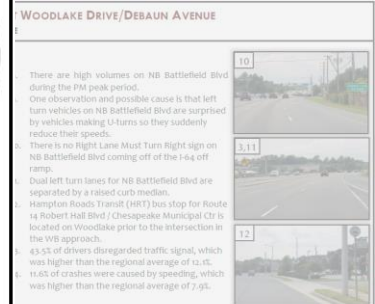 WOODLAKE DRIVE/DEBAUN AVENUE
There are high volumes on NB Battlefield Blvd
during the PM peak period.
One observation and possible cause is that left
turn vehicles on NB Battlefield Blvd are surprised
by vehicles making U-turns so they suddenly
reduce their speeds.
0. There is no Right Lane Must Turn Right sign on
NB Battlefield Blvd coming off of the I-64 off
ramp.
1. Dual left turn lanes for NB Battlefield Blvd are
separated by a raised curb median.
2. Hampton Roads Transit (HRT) bus stop for Route
14 Robert Hall Blvd / Chesapeake Municipal Ctr is
located on Woodlake prior to the intersection in
the WB approach.
3. 43.5% of drivers disregarded traffic signal, which
was higher than the regional average of 12.1%.
4. 11.6% of crashes were caused by speeding, which
was higher than the regional average of 7.9%.
10
3,11
12